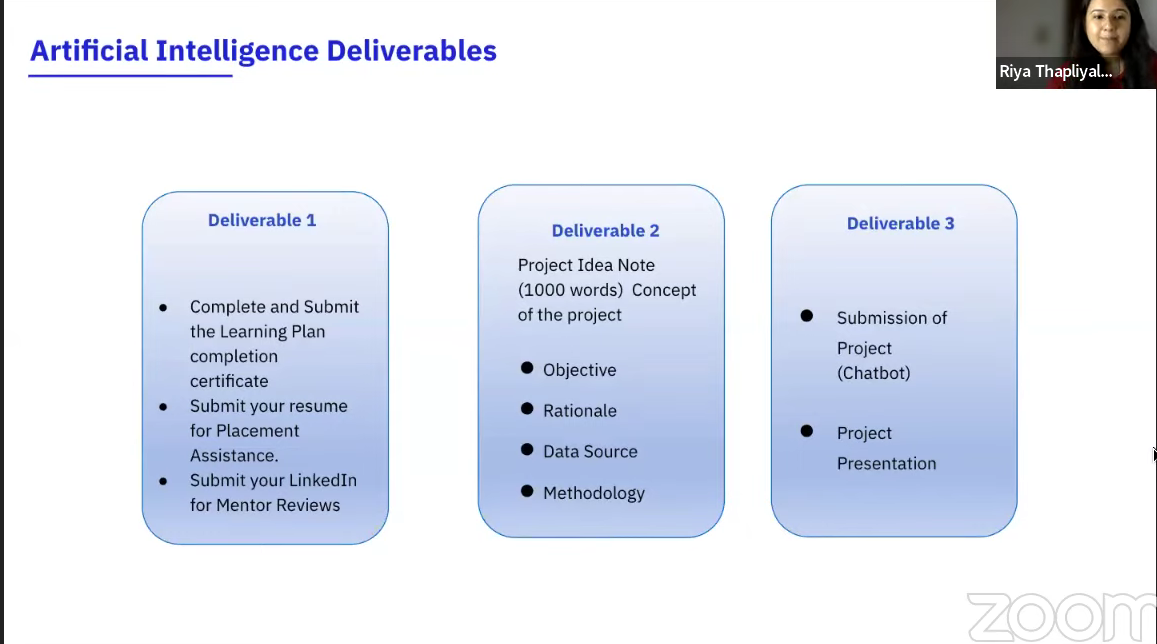 Artificial Intelligence Deliverables
Riya Thapliyal...
Deliverable 1
● Complete and Submit
the Learning Plan
completion
certificate
● Submit your resume
for Placement
Assistance.
● Submit your LinkedIn
for Mentor Reviews
Deliverable 2
Project Idea Note
(1000 words) Concept
of the project
● Objective
● Rationale
● Data Source
● Methodology
Deliverable 3
● Submission of
Project
(Chatbot)
● Project
Presentation
zoom